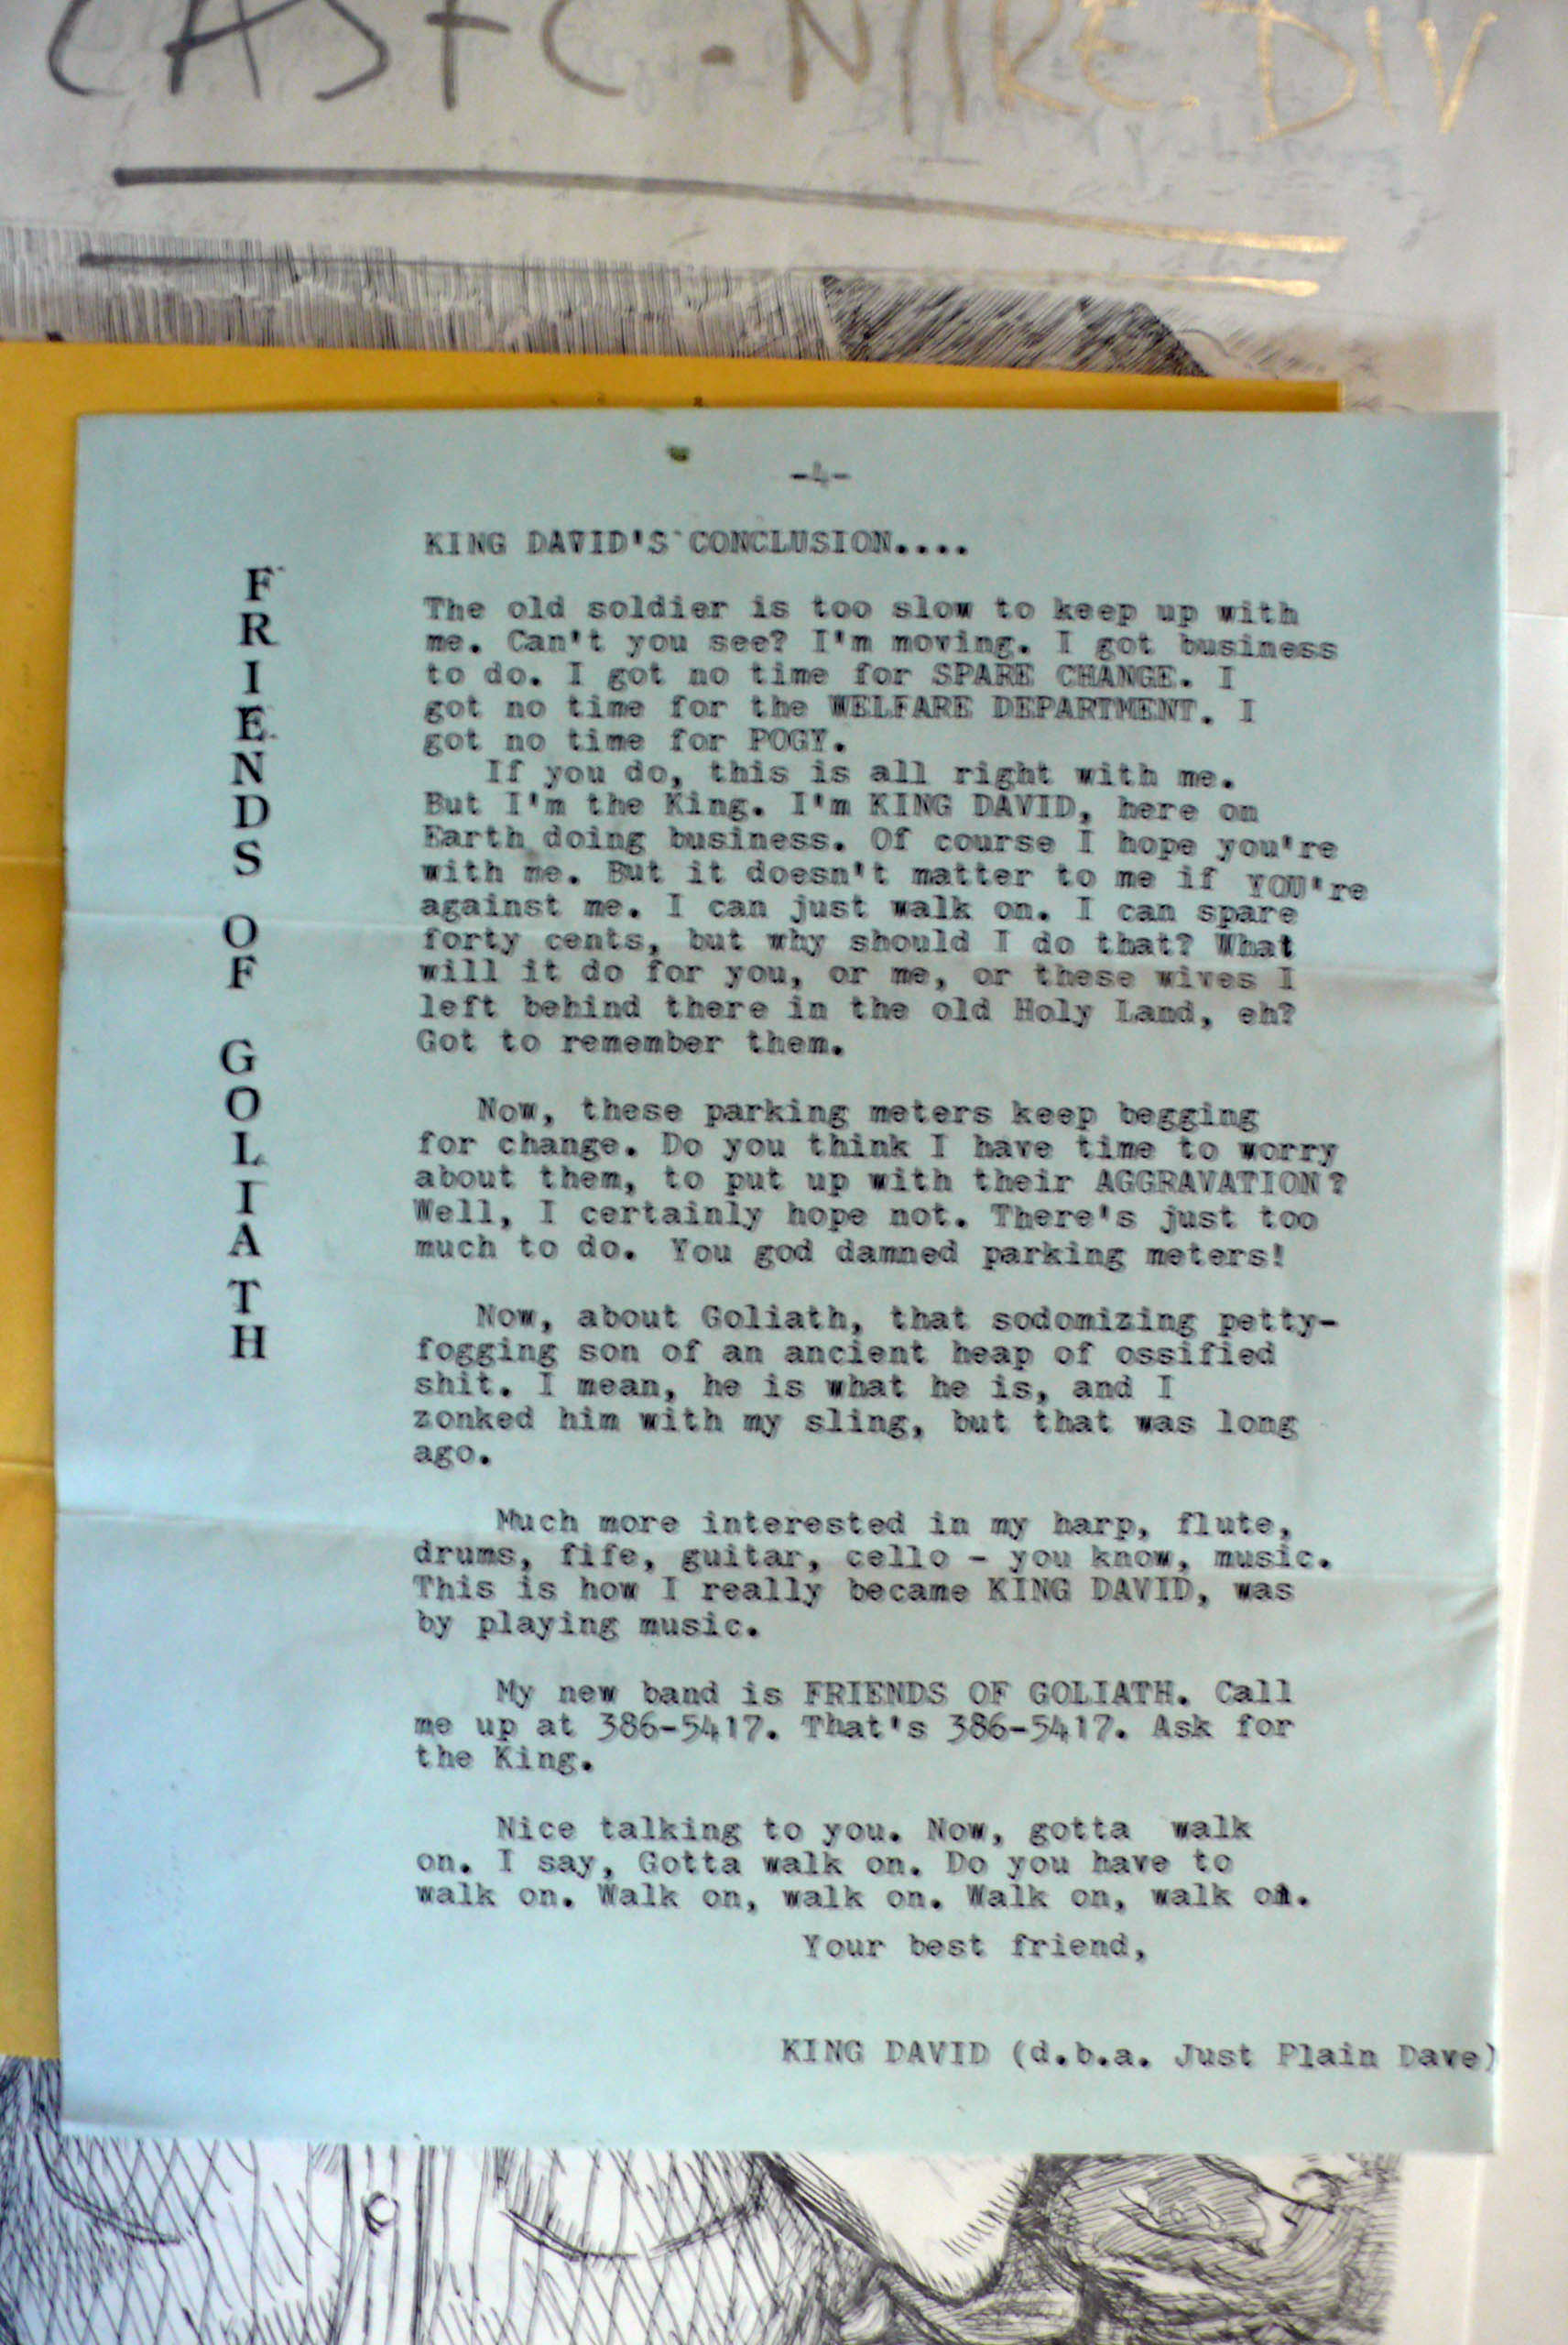 -4-
KING DAVID'S CONCLUSION....
FRIENDS OF GOLIATH
The old soldier is too slow to keep up with
me. Can't you see? I'm moving. I got business
to do. I got no time for SPARE CHANGE. I
got no time for the WELFARE DEPARTMENT. I
got no time for POGY.
If you do, this is all right with me.
But I'm the King. I'm KING DAVID, here on
Earth doing business. Of course I hope you're
with me. But it doesn't matter to me if YOU're
against me. I can just walk on. I can spare
forty cents, but why should I do that? What
will it do for you, or me, or these wives I
left behind there in the old Holy Land, eh?
Got to remember them.
Now, these parking meters keep begging
for change. Do you think I have time to worry
about them, to put up with their AGGRAVATION?
Well, I certainly hope not. There's just too
much to do. You god damned parking meters!
Now, about Goliath, that sodomizing petty-
fogging son of an ancient heap of ossified
shit. I mean, he is what he is, and I
zonked him with my sling, but that was long
ago.
Much more interested in my harp, flute,
drums, fife, guitar, cello - you know, music.
This is how I really became KING DAVID, was
by playing music.
My new band is FRIENDS OF GOLIATH. Call
me up at 386-5417. That's 386-5417. Ask for
the King.
Nice talking to you. Now, gotta walk
on. I say, Gotta walk on. Do you have to
walk on. Walk on, walk on. Walk on, walk on.
Your best friend,
KING DAVID (d.b.a. Just Plain Dave)